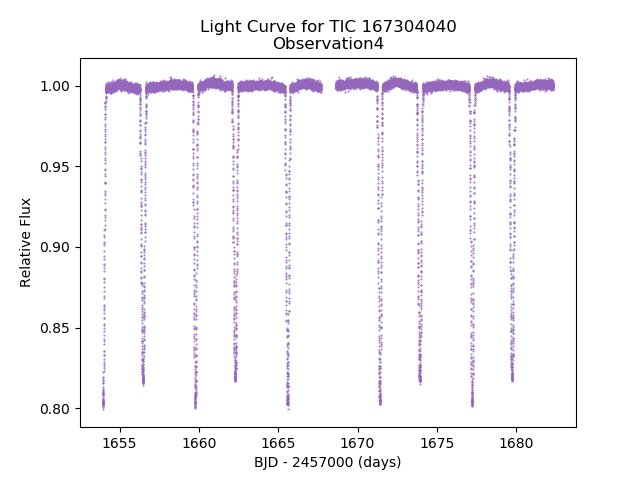 Light Curve for TIC 167304040
Observation4
1.00
0.95
0.90
0.85
0.80
Relative Flux
1655
1660
1665
1670
1675
1680
BJD - 2457000 (days)